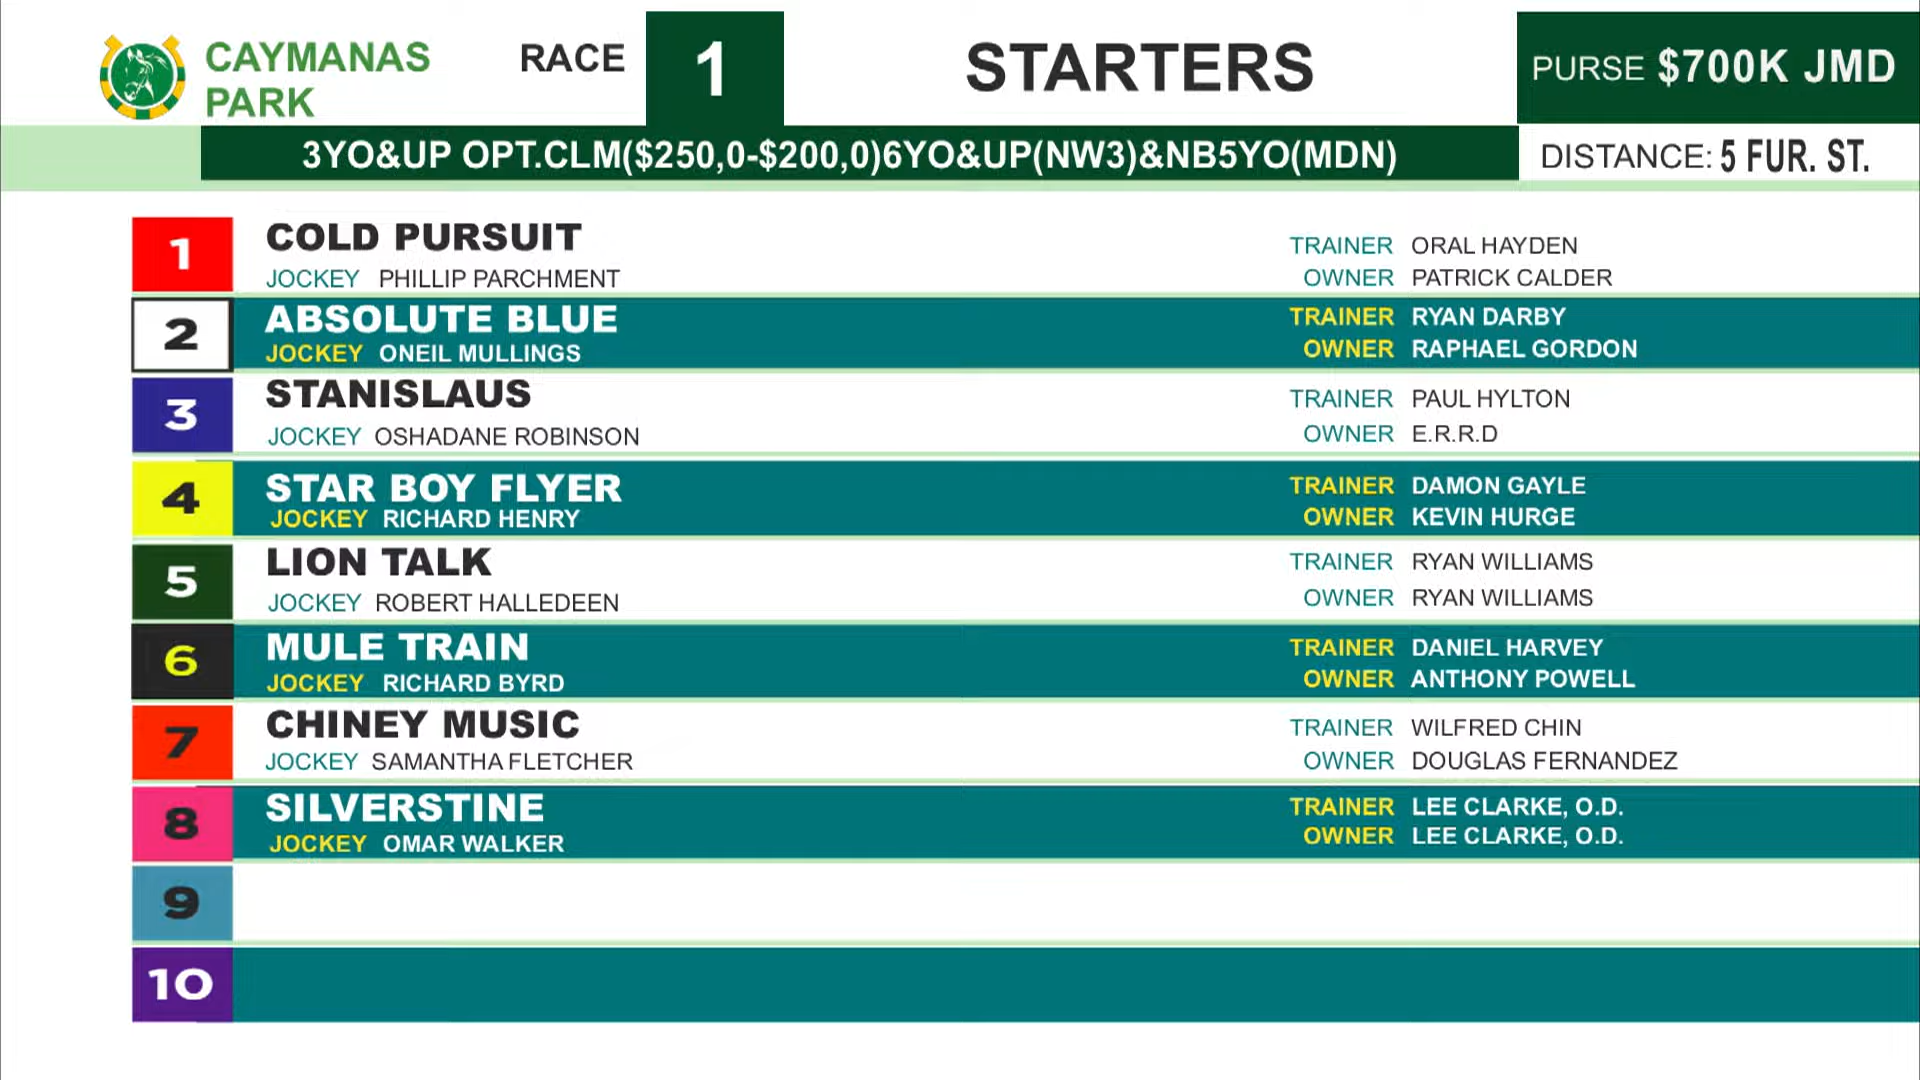 CAYMANAS
PARK
RACE 1 STARTERS PURSE $700K JMD
3YO&UP OPT.CLM($250,0-$200,0)6YO&UP(NW3)&NB5YO(MDN) DISTANCE: 5 FUR. ST.
1 COLD PURSUIT TRAINER ORAL HAYDEN
JOCKEY PHILLIP PARCHMENT OWNER PATRICK CALDER
2 ABSOLUTE BLUE TRAINER RYAN DARBY
JOCKEY ONEIL MULLINGS OWNER RAPHAEL GORDON
3 STANISLAUS TRAINER PAUL HYLTON
JOCKEY OSHADANE ROBINSON OWNER E.R.R.D
4 STAR BOY FLYER TRAINER DAMON GAYLE
JOCKEY RICHARD HENRY OWNER KEVIN HURGE
5 LION TALK TRAINER RYAN WILLIAMS
JOCKEY ROBERT HALLEDEEN OWNER RYAN WILLIAMS
6 MULE TRAIN TRAINER DANIEL HARVEY
JOCKEY RICHARD BYRD OWNER ANTHONY POWELL
7 CHINEY MUSIC TRAINER WILFRED CHIN
JOCKEY SAMANTHA FLETCHER OWNER DOUGLAS FERNANDEZ
8 SILVERSTINE TRAINER LEE CLARKE, O.D.
JOCKEY OMAR WALKER OWNER LEE CLARKE, O.D.
9
10